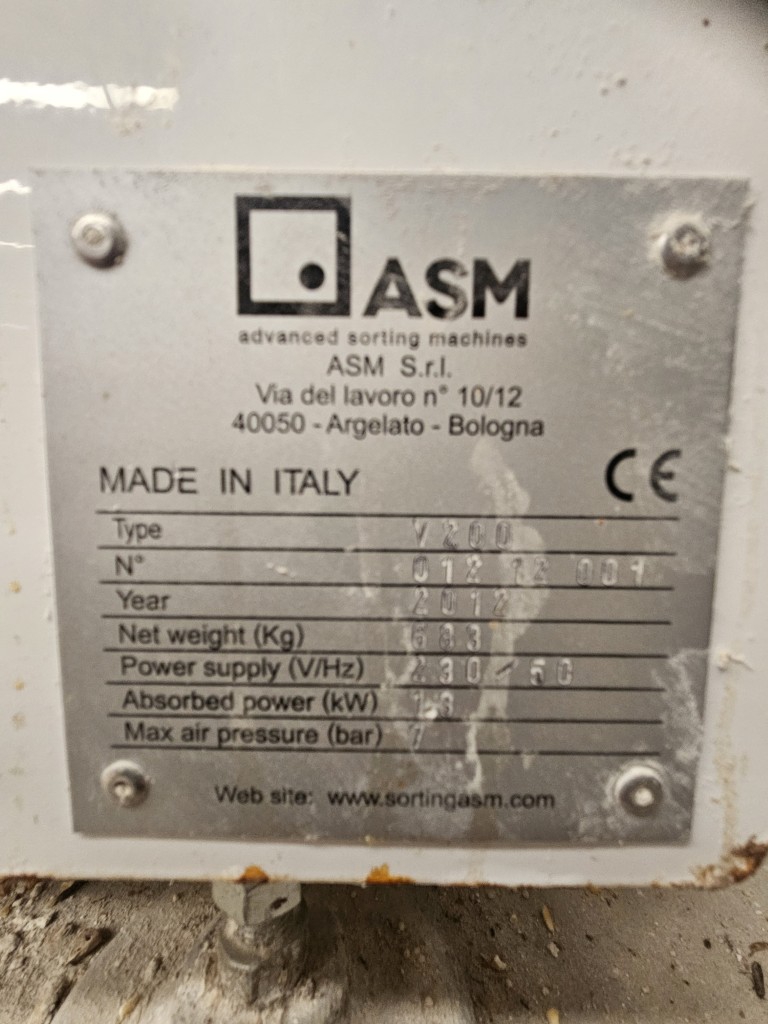 ASM
advanced sorting machines
ASM S.r.l.
Via del lavoro n° 10/12
40050 - Argelato - Bologna
MADE IN ITALY CE
Type V200
N° 012 12 001
Year 2012
Net weight (Kg)
Power supply (V/Hz) 230/50
Absorbed power (kW)
Max air pressure (bar) 7
Web site: www.sortingasm.com